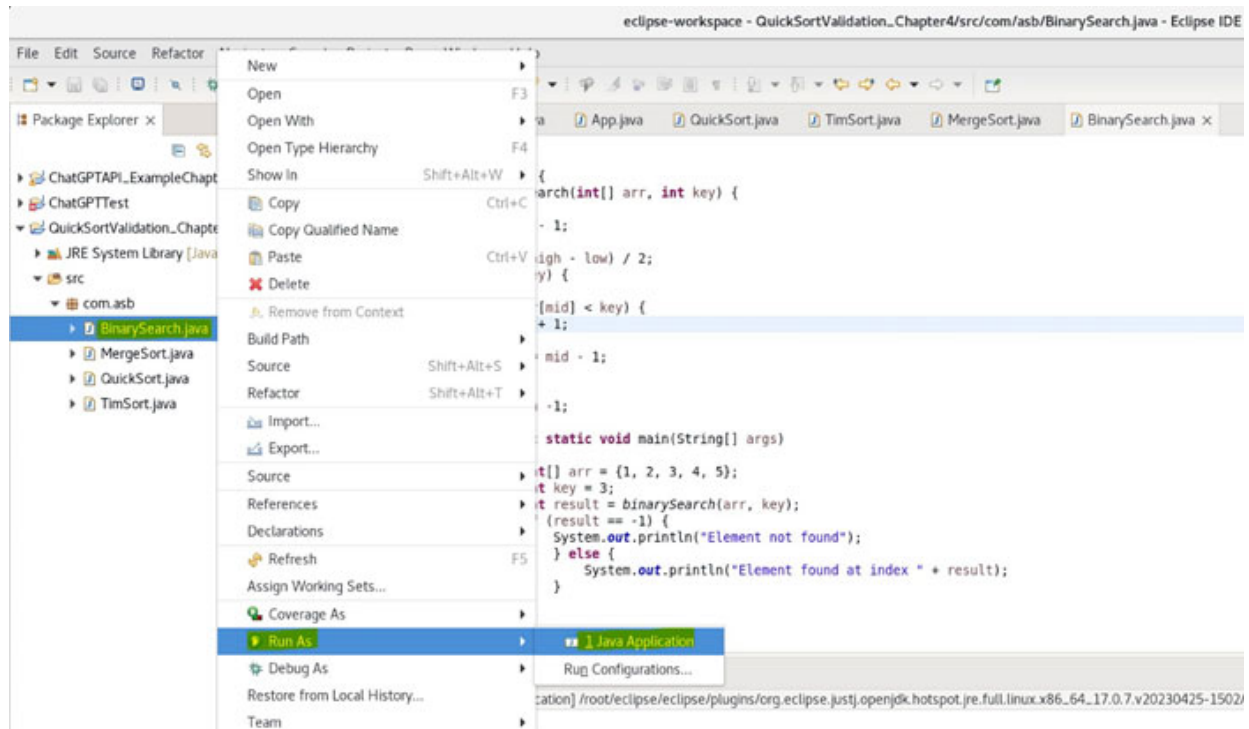 eclipse-workspace - QuickSortValidation_Chapter4/src/com/asb/BinarySearch.java - Eclipse IDE
File Edit Source Refactor
Package Explorer
App.java QuickSort.java TimSort.java MergeSort.java BinarySearch.java
ChatGPTAPI_ExampleChapt
ChatGPTTest
QuickSortValidation_Chapte
JRE System Library [Java
src
com.asb
BinarySearch.java
MergeSort.java
QuickSort.java
TimSort.java
New
Open F3
Open With
Open Type Hierarchy F4
Show In Shift+Alt+W
Copy Ctrl+C
Copy Qualified Name
Paste Ctrl+V
Delete
Remove from Context
Build Path
Source Shift+Alt+S
Refactor Shift+Alt+T
Import...
Export...
Source
References
Declarations
Refresh F5
Assign Working Sets...
Coverage As
Run As
Debug As
Restore from Local History...
Team
1 Java Application
Run Configurations...
{
arch(int[] arr, int key) {
- 1;
igh - low) / 2;
y) {
[mid] < key) {
+ 1;
mid - 1;
-1;
static void main(String[] args)
t[] arr = {1, 2, 3, 4, 5};
t key = 3;
t result = binarySearch(arr, key);
(result == -1) {
System.out.println("Element not found");
} else {
System.out.println("Element found at index " + result);
}
cation] /root/eclipse/eclipse/plugins/org.eclipse.justj.openjdk.hotspot.jre.full.linux.x86_64_17.0.7.v20230425-1502/